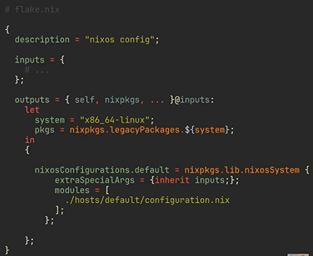 # flake.nix
{
description = "nixos config";
inputs = {
# ...
};
outputs = { self, nixpkgs, ... }@inputs:
let
system = "x86_64-linux";
pkgs = nixpkgs.legacyPackages.${system};
in
{
nixosConfigurations.default = nixpkgs.lib.nixosSystem {
extraSpecialArgs = {inherit inputs;};
modules = [
./hosts/default/configuration.nix
];
};
};
}